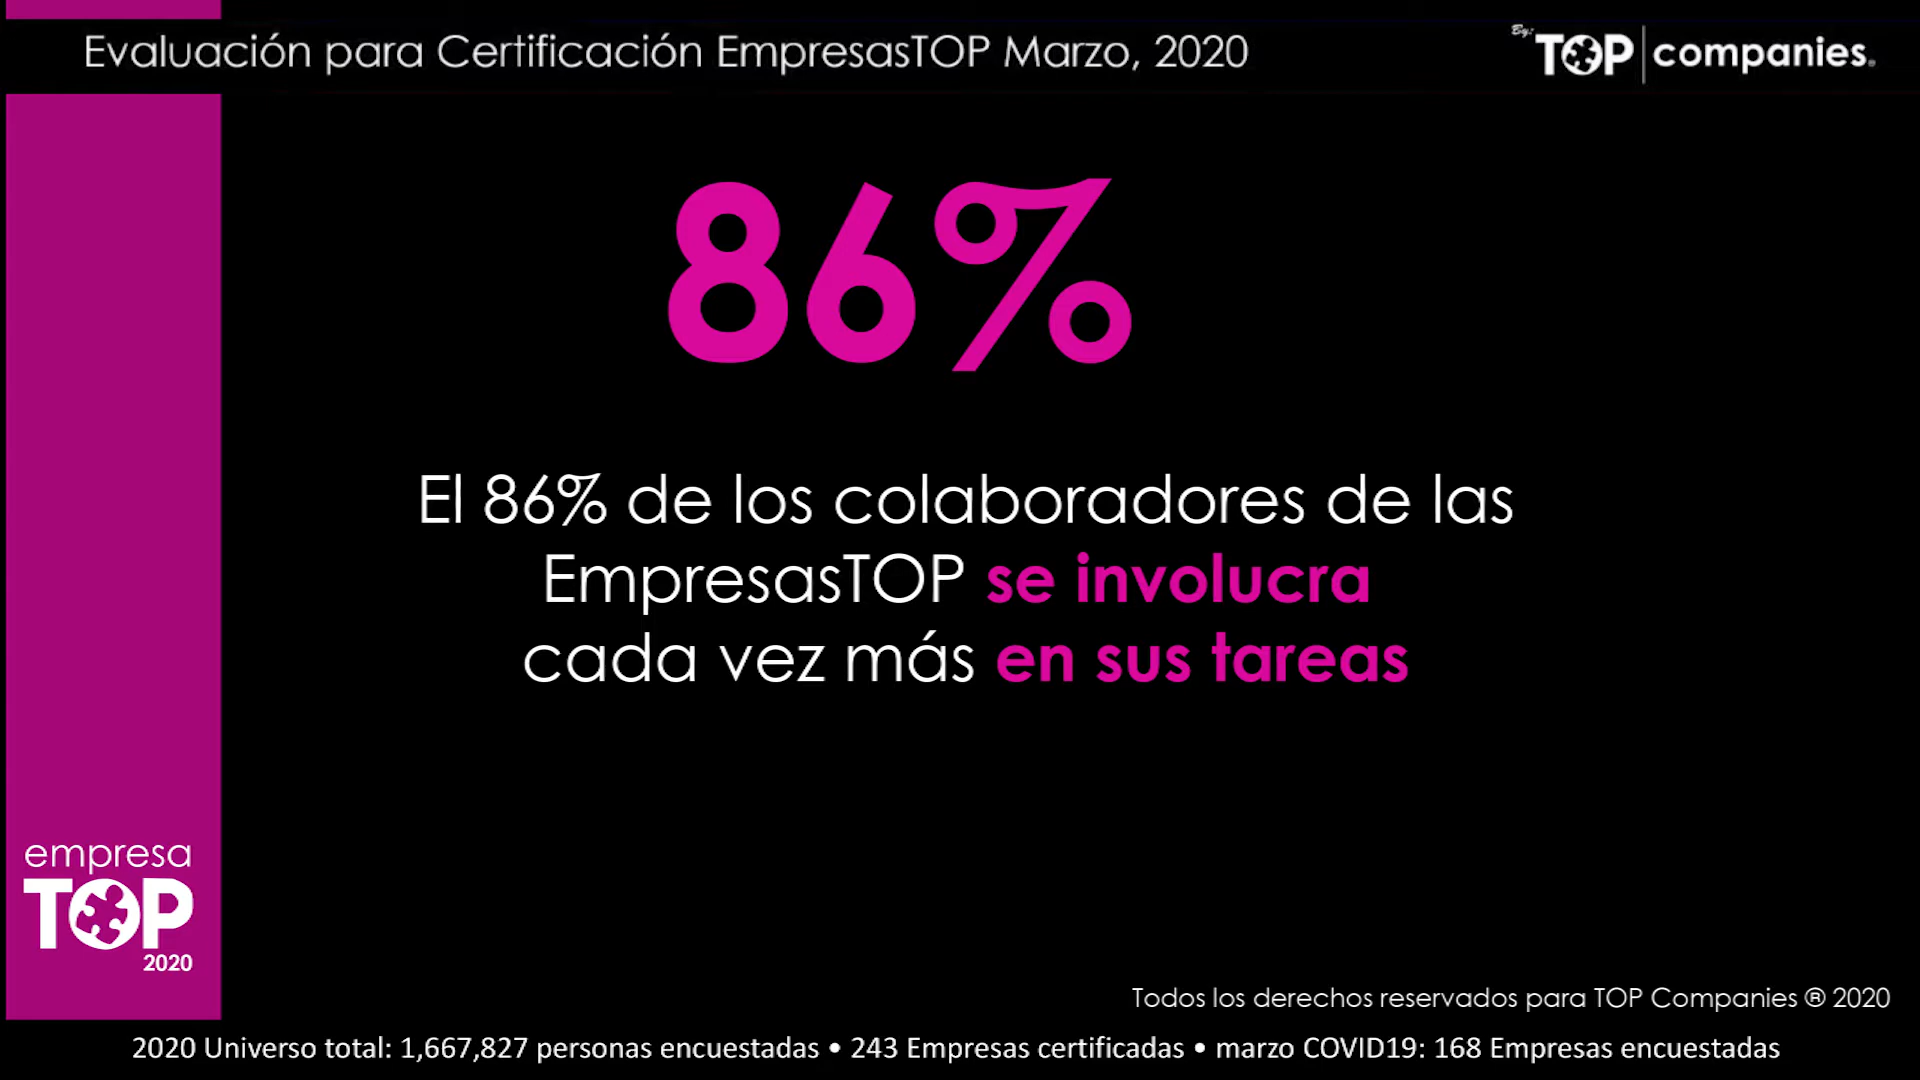 Evaluación para Certificación EmpresasTOP Marzo, 2020
By: TOP companies®
86%
El 86% de los colaboradores de las
EmpresasTOP se involucra
cada vez más en sus tareas
empresa
TOP
2020
Todos los derechos reservados para TOP Companies ® 2020
2020 Universo total: 1,667,827 personas encuestadas • 243 Empresas certificadas • marzo COVID19: 168 Empresas encuestadas